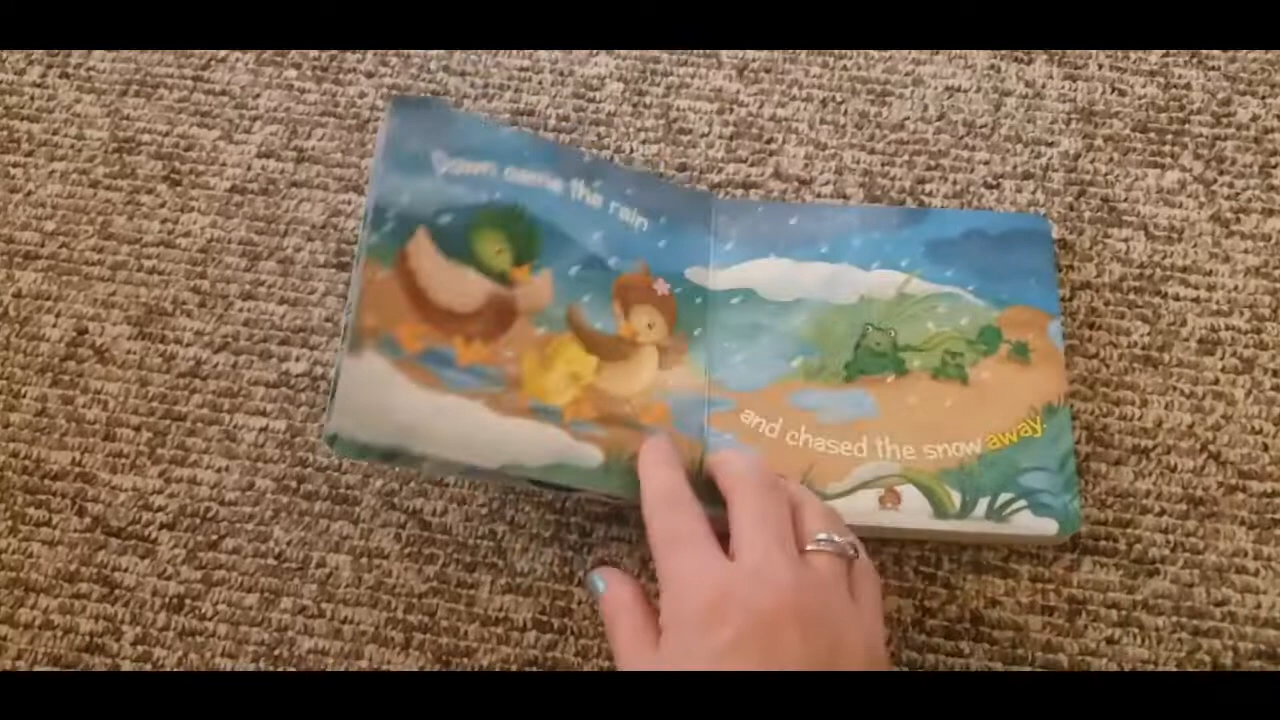 Down came the rain
and chased the snow away.